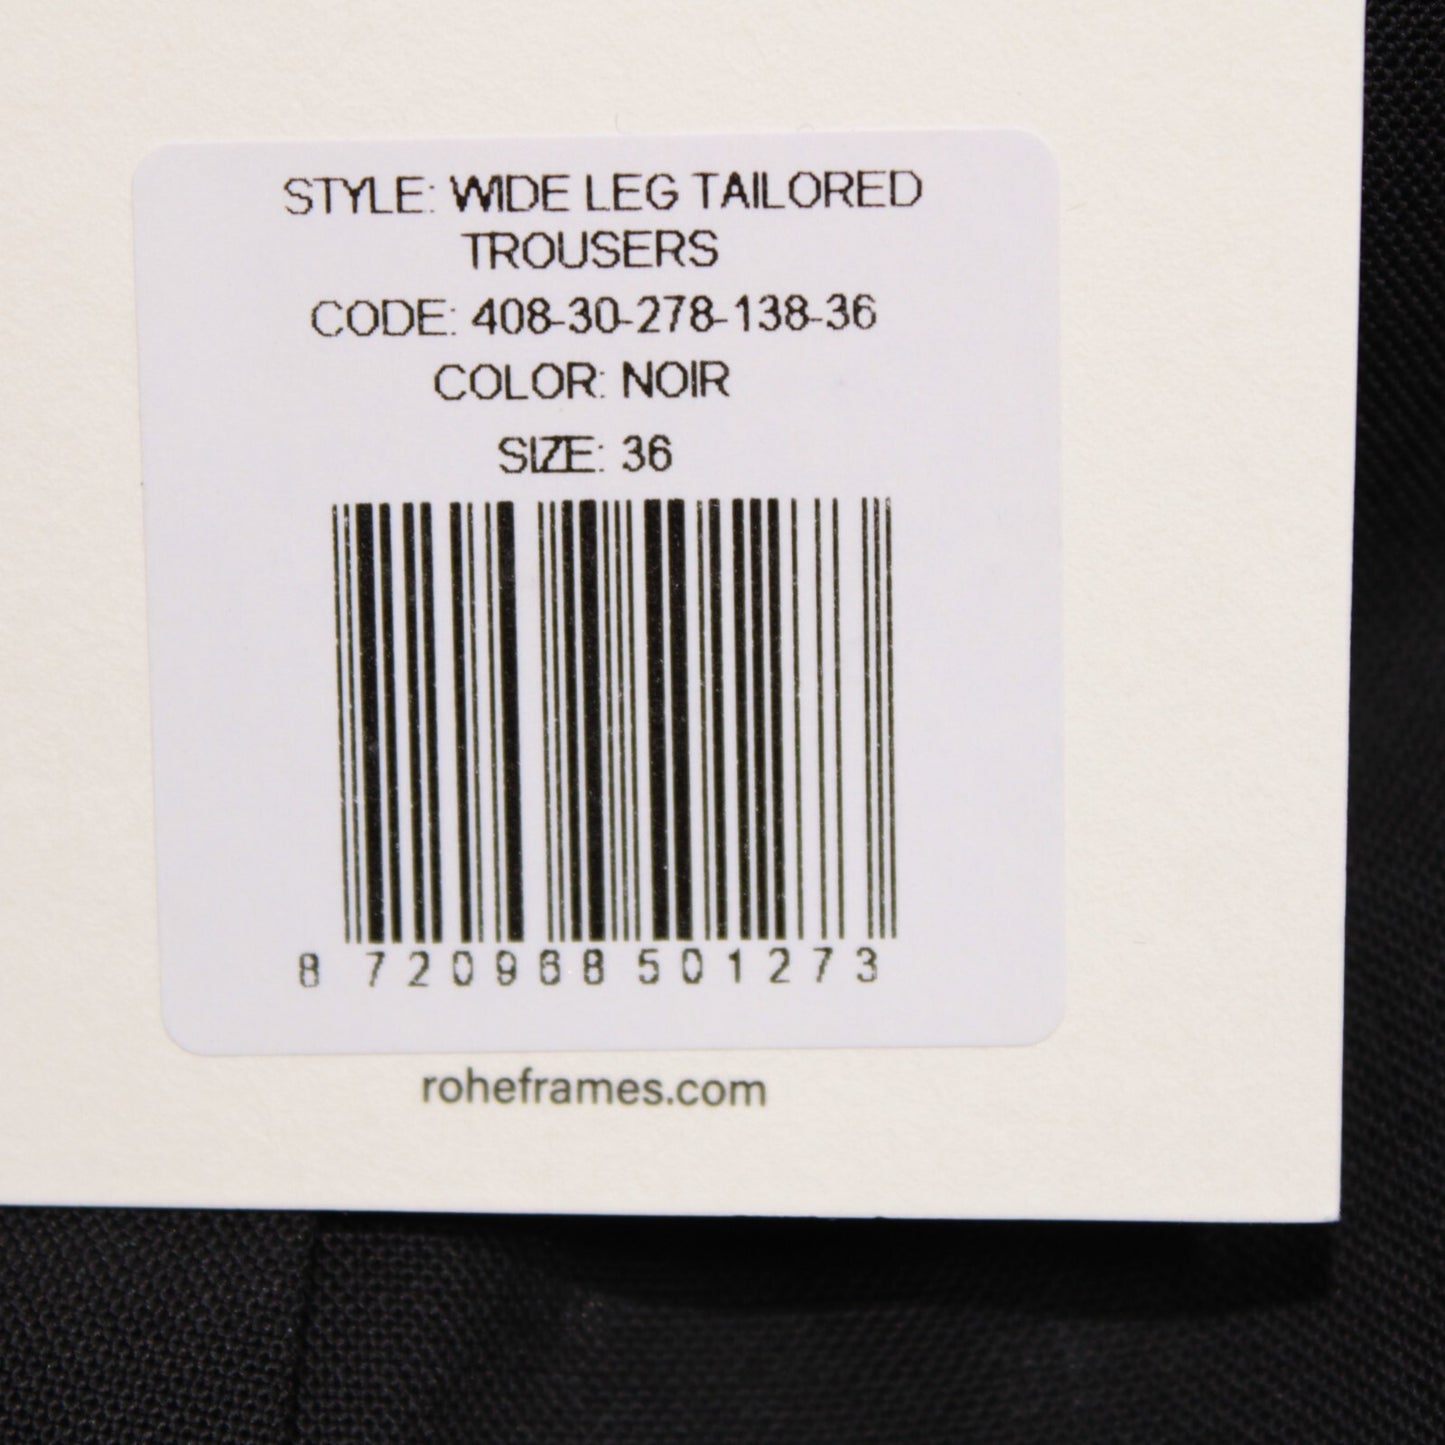 STYLE: WIDE LEG TAILORED
TROUSERS
CODE: 408-30-278-138-36
COLOR: NOIR
SIZE: 36
8 720968 501273
roheframes.com